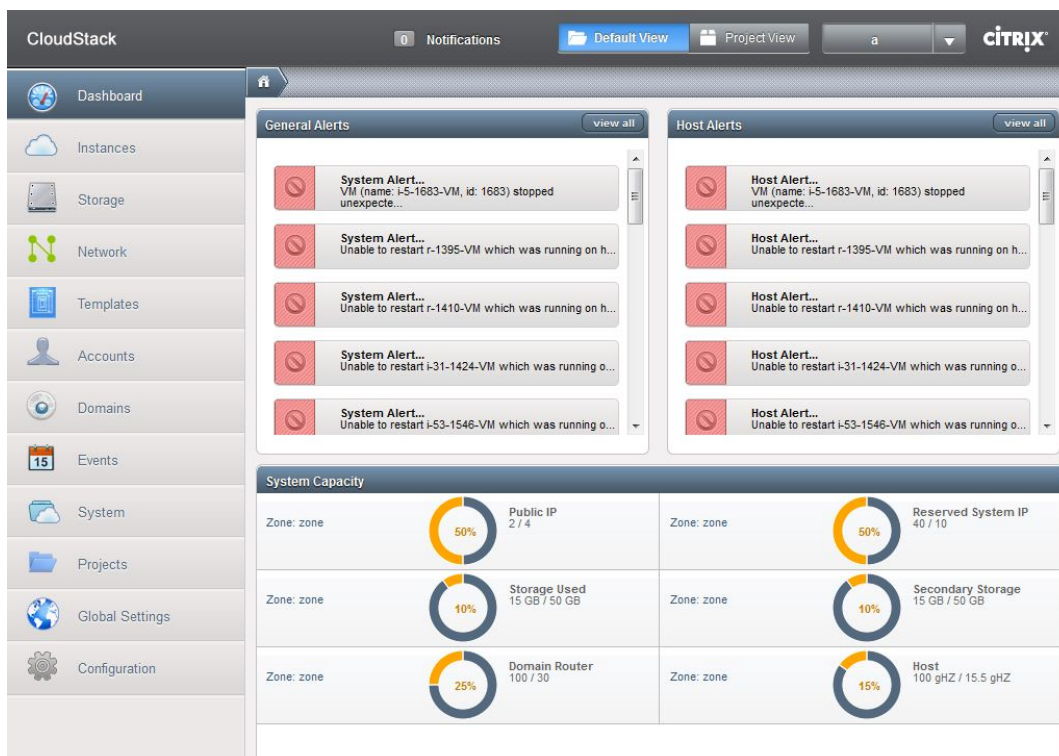 CloudStack
0 Notifications
Default View
Project View
a
CİTRIX®
Dashboard
Instances
Storage
Network
Templates
Accounts
Domains
15
Events
System
Projects
Global Settings
Configuration
General Alerts
view all
System Alert...
VM (name: i-5-1683-VM, id: 1683) stopped
unexpecte...
System Alert...
Unable to restart r-1395-VM which was running on h...
System Alert...
Unable to restart r-1410-VM which was running on h...
System Alert...
Unable to restart i-31-1424-VM which was running o...
System Alert...
Unable to restart i-53-1546-VM which was running o...
Host Alerts
view all
Host Alert...
VM (name: i-5-1683-VM, id: 1683) stopped
unexpecte...
Host Alert...
Unable to restart r-1395-VM which was running on h...
Host Alert...
Unable to restart r-1410-VM which was running on h...
Host Alert...
Unable to restart i-31-1424-VM which was running o...
Host Alert...
Unable to restart i-53-1546-VM which was running o...
System Capacity
Zone: zone
50%
Public IP
2 / 4
Zone: zone
50%
Reserved System IP
40 / 10
Zone: zone
10%
Storage Used
15 GB / 50 GB
Zone: zone
10%
Secondary Storage
15 GB / 50 GB
Zone: zone
25%
Domain Router
100 / 30
Zone: zone
15%
Host
100 gHZ / 15.5 gHZ